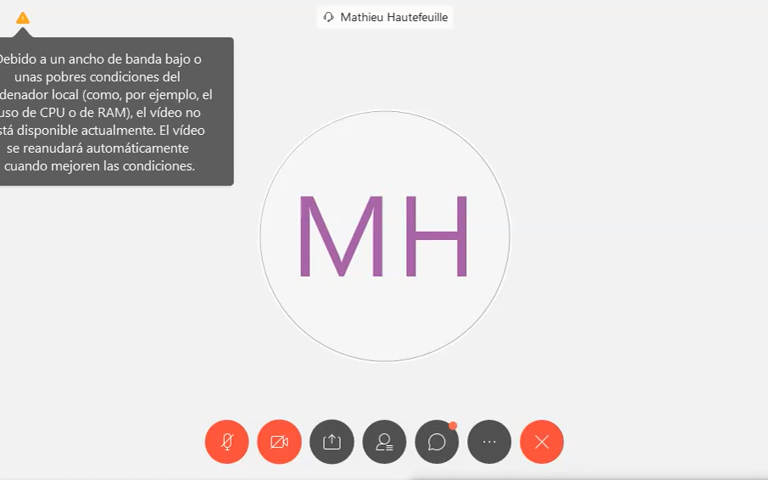 Mathieu Hautefeuille
Debido a un ancho de banda bajo o
unas pobres condiciones del
denador local (como, por ejemplo, el
uso de CPU o de RAM), el vídeo no
stá disponible actualmente. El vídeo
se reanudará automáticamente
cuando mejoren las condiciones.
MH